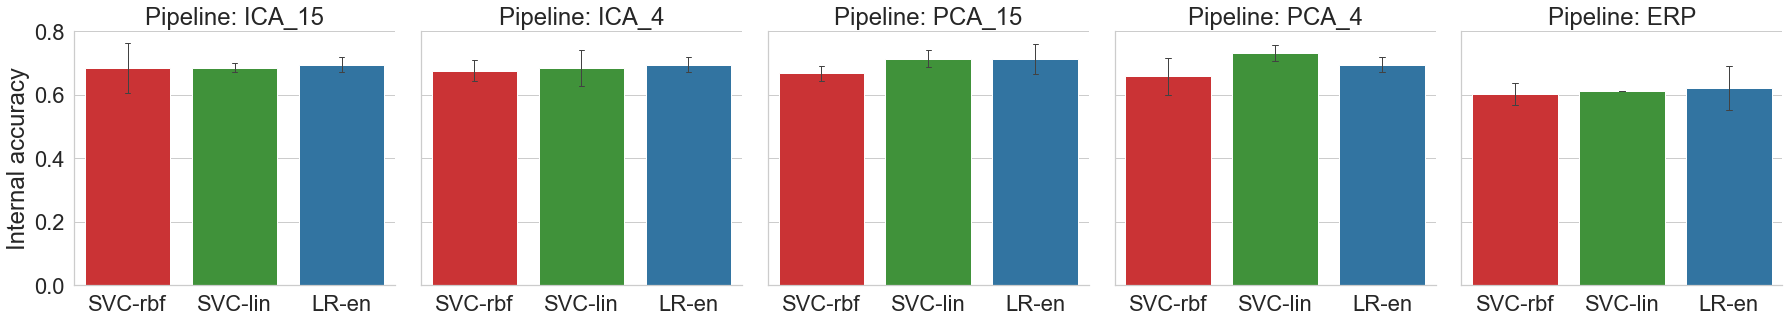 Pipeline: ICA_15
Pipeline: ICA_4
Pipeline: PCA_15
Pipeline: PCA_4
Pipeline: ERP
Internal accuracy
0.8
0.6
0.4
0.2
0.0
SVC-rbf SVC-lin LR-en
SVC-rbf SVC-lin LR-en
SVC-rbf SVC-lin LR-en
SVC-rbf SVC-lin LR-en
SVC-rbf SVC-lin LR-en